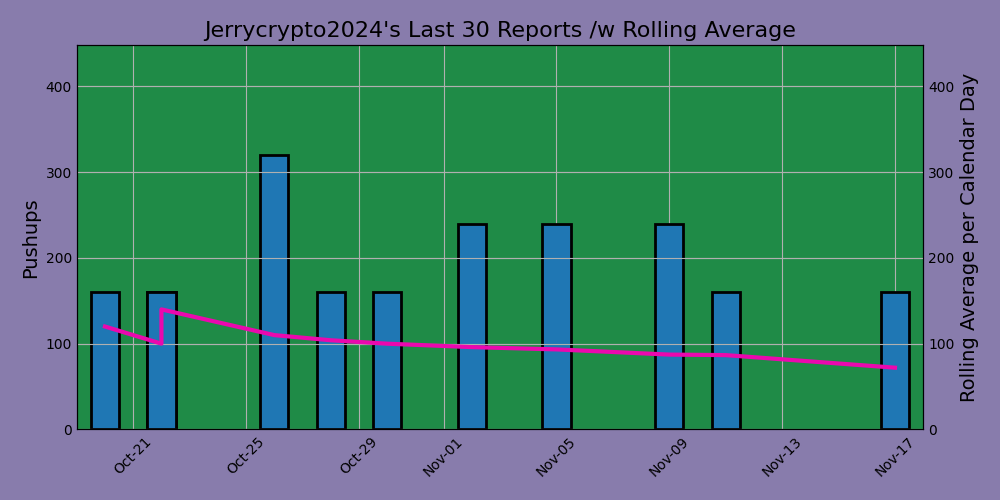 Jerrycrypto2024's Last 30 Reports /w Rolling Average
Pushups
400
300
200
100
0
400
300
200
100
0
Rolling Average per Calendar Day
Oct-21
Oct-25
Oct-29
Nov-01
Nov-05
Nov-09
Nov-13
Nov-17